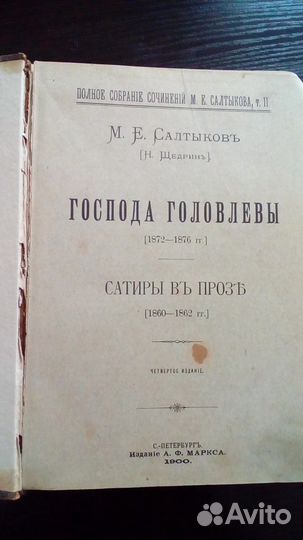 ПОЛНОЕ СОБРАНІЕ СОЧИНЕНІЙ М. Е. САЛТЫКОВА, т. II
М. Е. САЛТЫКОВЪ
[Н. ЩЕДРИНЪ].
ГОСПОДА ГОЛОВЛЕВЫ
[1872—1876 гг.]
САТИРЫ ВЪ ПРОЗѢ
[1860—1862 гг.]
ЧЕТВЕРТОЕ ИЗДАНІЕ.
С.-ПЕТЕРБУРГЪ.
Изданіе А. Ф. МАРКСА.
1900.
Avito